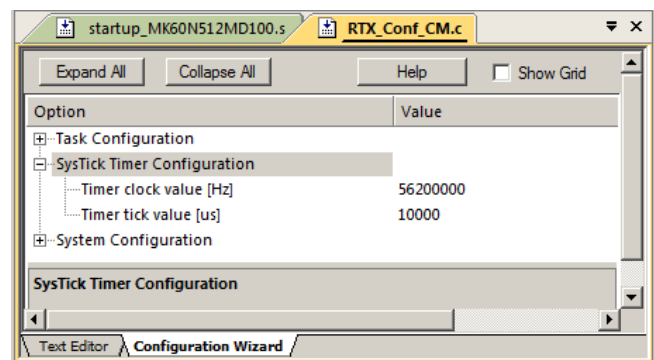 startup_MK60N512MD100.s RTX_Conf_CM.c
Expand All Collapse All Help Show Grid
Option Value
Task Configuration
SysTick Timer Configuration
Timer clock value [Hz] 56200000
Timer tick value [us] 10000
System Configuration
SysTick Timer Configuration
Text Editor Configuration Wizard